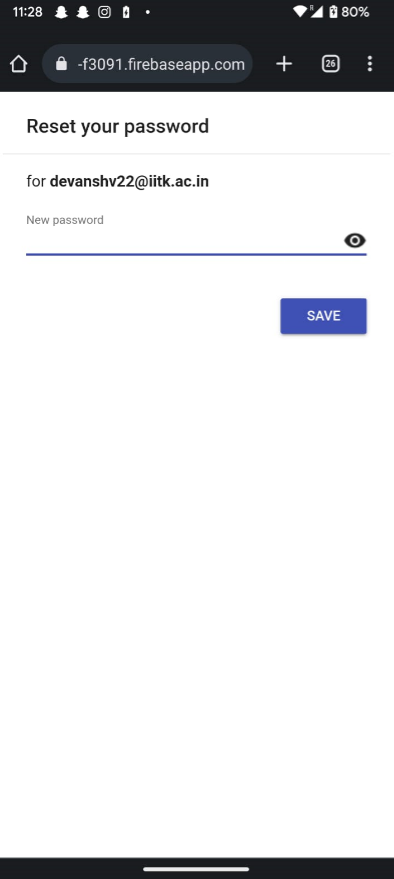 11:28
80%
-f3091.firebaseapp.com
26
Reset your password
for devanshv22@iitk.ac.in
New password
SAVE